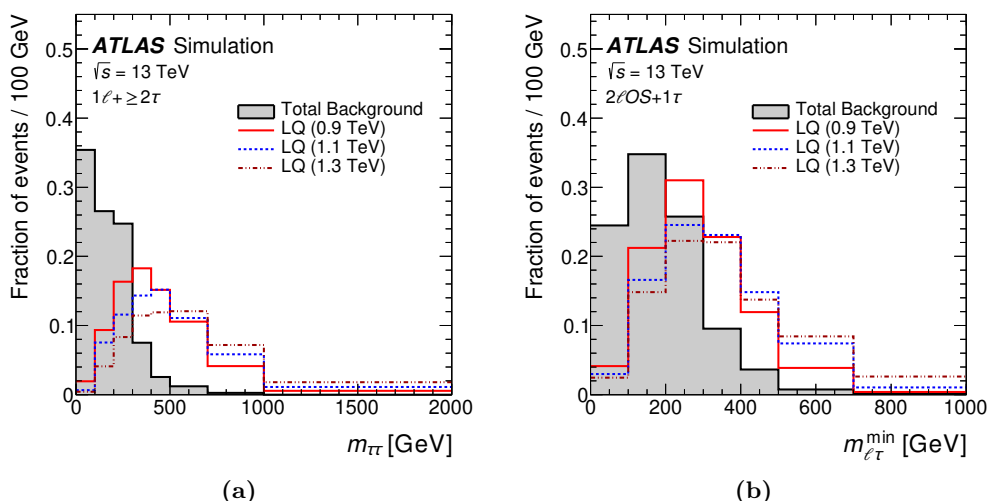 Fraction of events / 100 GeV
0.5
0.4
0.3
0.2
0.1
0
ATLAS Simulation
√s = 13 TeV
1ℓ+≥2τ
Total Background
LQ (0.9 TeV)
LQ (1.1 TeV)
LQ (1.3 TeV)
0 500 1000 1500 2000
m_ττ [GeV]
(a)
Fraction of events / 100 GeV
0.5
0.4
0.3
0.2
0.1
0
ATLAS Simulation
√s = 13 TeV
2ℓOS+1τ
Total Background
LQ (0.9 TeV)
LQ (1.1 TeV)
LQ (1.3 TeV)
0 200 400 600 800 1000
m_ℓτ^min [GeV]
(b)